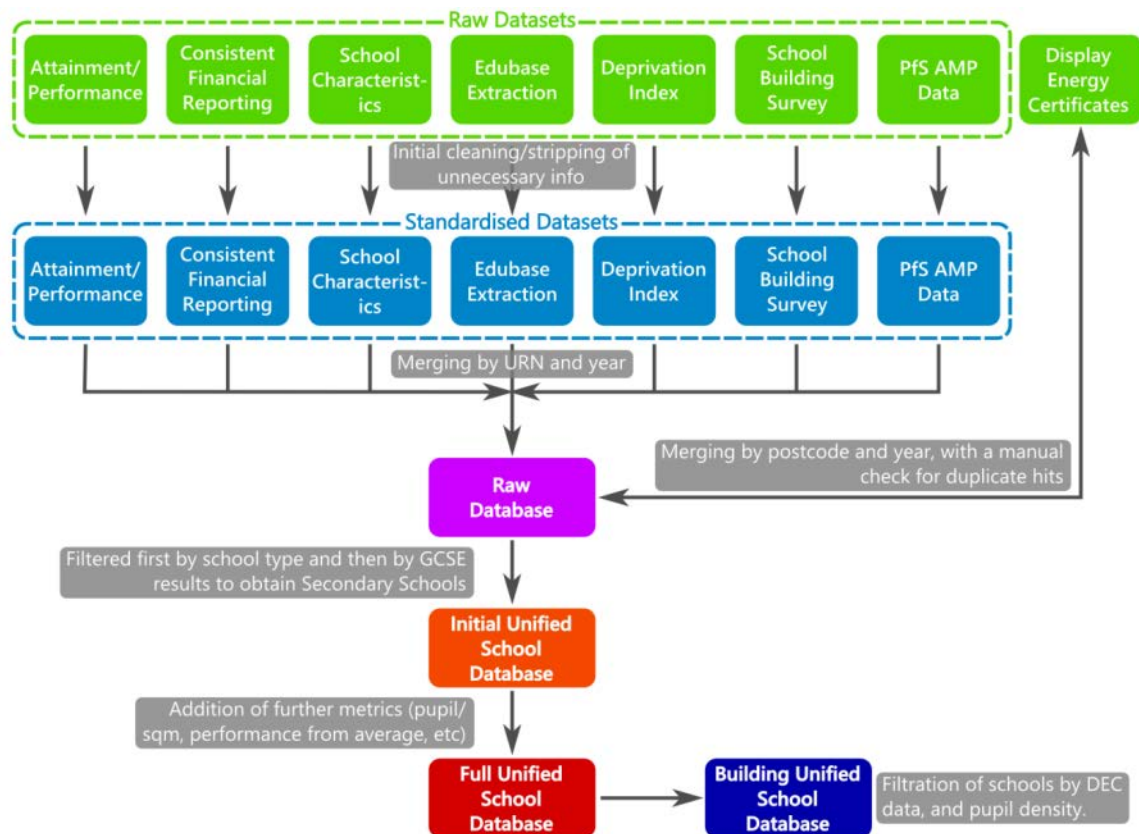 Raw Datasets
Attainment/
Performance
Consistent
Financial
Reporting
School
Characterist-
ics
Edubase
Extraction
Deprivation
Index
School
Building
Survey
PfS AMP
Data
Display
Energy
Certificates
Initial cleaning/stripping of
unnecessary info
Standardised Datasets
Attainment/
Performance
Consistent
Financial
Reporting
School
Characterist-
ics
Edubase
Extraction
Deprivation
Index
School
Building
Survey
PfS AMP
Data
Merging by URN and year
Merging by postcode and year, with a manual
check for duplicate hits
Raw
Database
Filtered first by school type and then by GCSE
results to obtain Secondary Schools
Initial Unified
School
Database
Addition of further metrics (pupil/
sqm, performance from average, etc)
Full Unified
School
Database
Building Unified
School
Database
Filtration of schools by DEC
data, and pupil density.